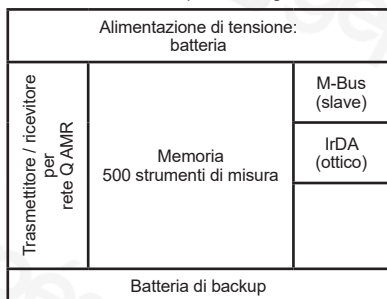 Alimentazione di tensione:
batteria
Trasmettitore / ricevitore
per
rete Q AMR
Memoria
500 strumenti di misura
M-Bus
(slave)
IrDA
(ottico)
Batteria di backup